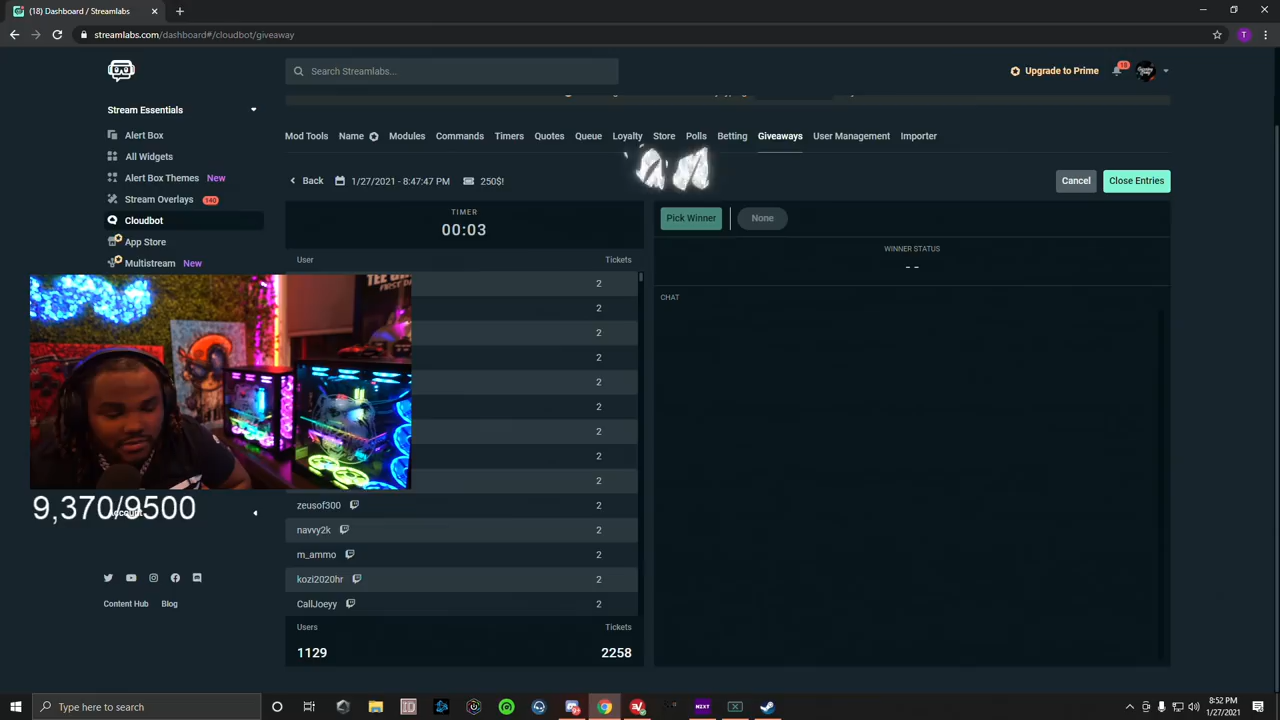 (18) Dashboard / Streamlabs
streamlabs.com/dashboard#/cloudbot/giveaway
Search Streamlabs...
Upgrade to Prime
18
Stream Essentials
Alert Box
All Widgets
Alert Box Themes New
Stream Overlays 140
Cloudbot
App Store
Multistream New
Mod Tools Name Modules Commands Timers Quotes Queue Loyalty Store Polls Betting Giveaways User Management Importer
Back 1/27/2021 - 8:47:47 PM 250$!
Cancel Close Entries
TIMER
00:03
Pick Winner None
WINNER STATUS
- -
CHAT
User Tickets
2
2
2
2
2
2
2
2
2
zeusof300 2
navvy2k 2
m_ammo 2
kozi2020hr 2
CallJoeyy 2
Users Tickets
1129 2258
9,370/9500
Account
Content Hub Blog
Type here to search
8:52 PM
1/27/2021